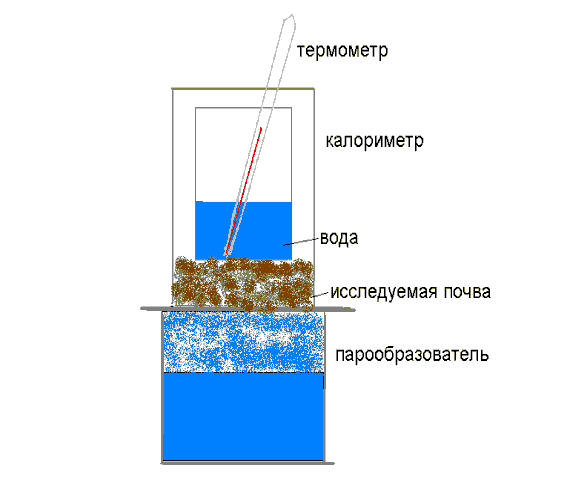 термометр
калориметр
вода
исследуемая почва
парообразователь